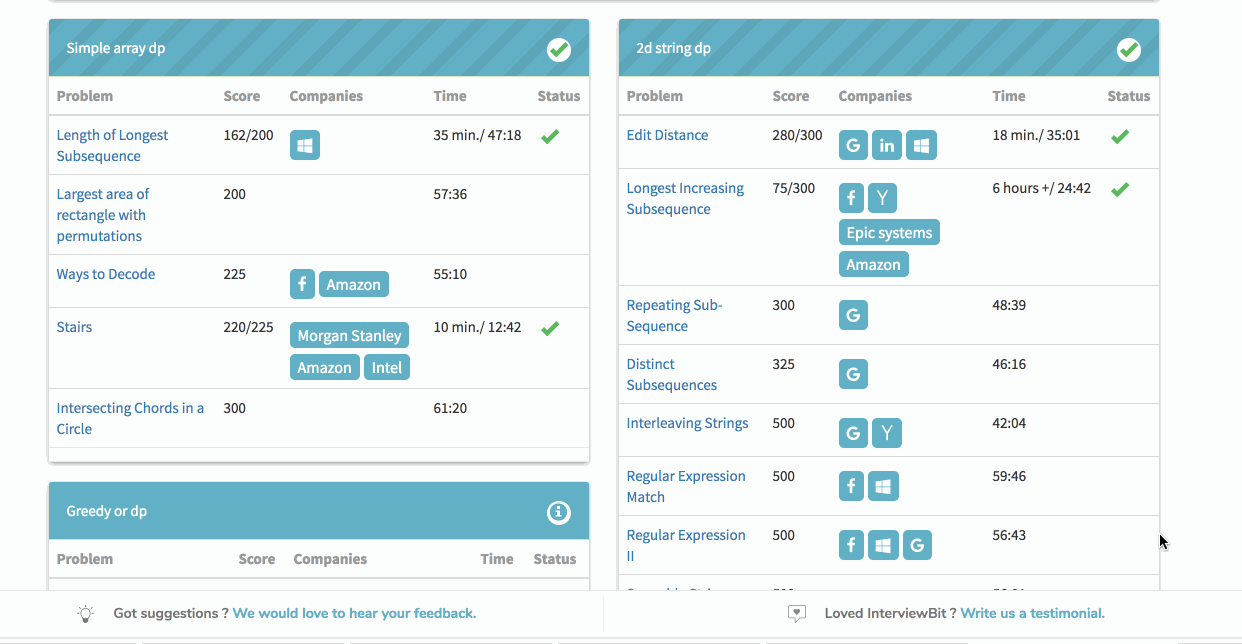 Simple array dp
Problem Score Companies Time Status
Length of Longest 162/200 35 min./ 47:18
Subsequence
Largest area of 200 57:36
rectangle with
permutations
Ways to Decode 225 f Amazon 55:10
Stairs 220/225 Morgan Stanley 10 min./ 12:42
Amazon Intel
Intersecting Chords in a 300 61:20
Circle
Greedy or dp
Problem Score Companies Time Status
2d string dp
Problem Score Companies Time Status
Edit Distance 280/300 G in 18 min./ 35:01
Longest Increasing 75/300 f Y 6 hours +/ 24:42
Subsequence
Epic systems
Amazon
Repeating Sub- 300 G 48:39
Sequence
Distinct 325 G 46:16
Subsequences
Interleaving Strings 500 G Y 42:04
Regular Expression 500 f 59:46
Match
Regular Expression 500 f G 56:43
II
Got suggestions ? We would love to hear your feedback.
Loved InterviewBit ? Write us a testimonial.